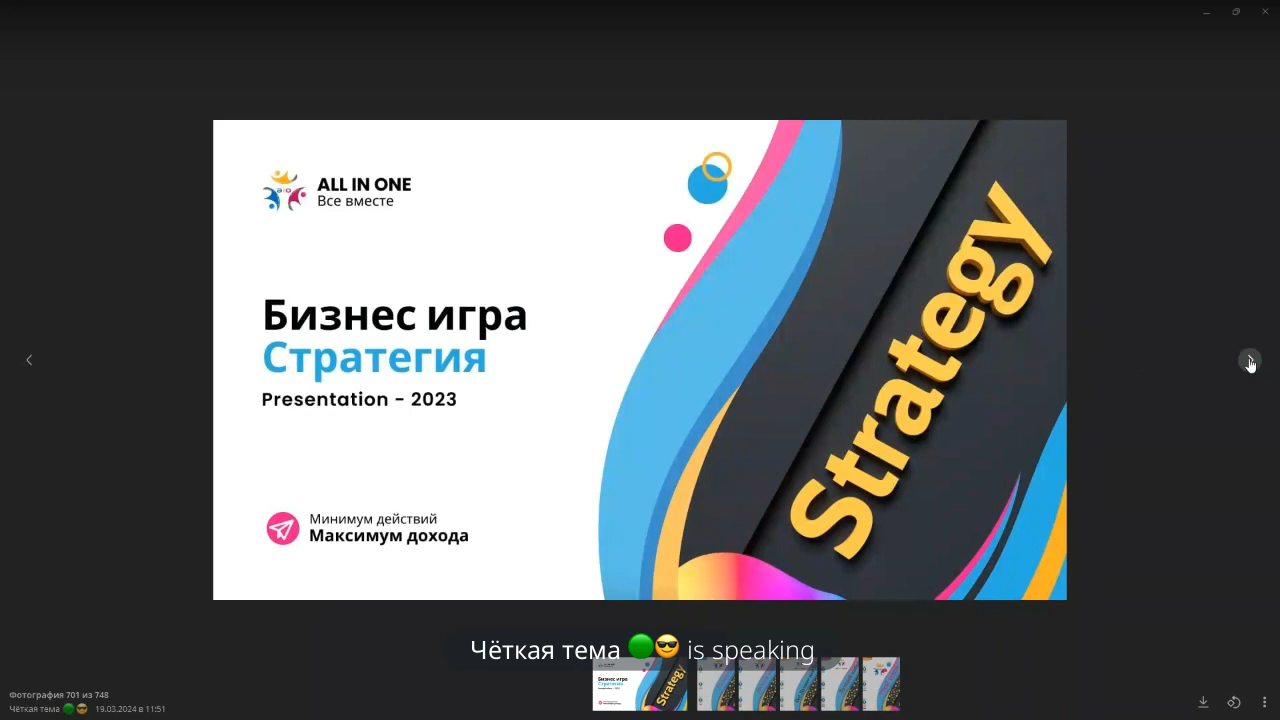 ALL IN ONE
Все вместе
Бизнес игра
Стратегия
Presentation - 2023
Strategy
Минимум действий
Максимум дохода
Чёткая тема 🟢😎 is speaking
Фотография 701 из 748
Чёткая тема 🟢😎 19.03.2024 в 11:51